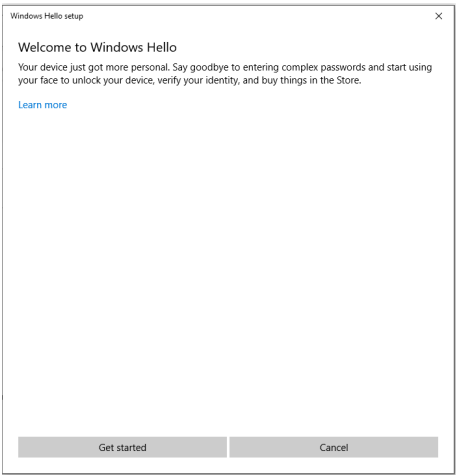 Windows Hello setup
Welcome to Windows Hello
Your device just got more personal. Say goodbye to entering complex passwords and start using
your face to unlock your device, verify your identity, and buy things in the Store.
Learn more
Get started
Cancel